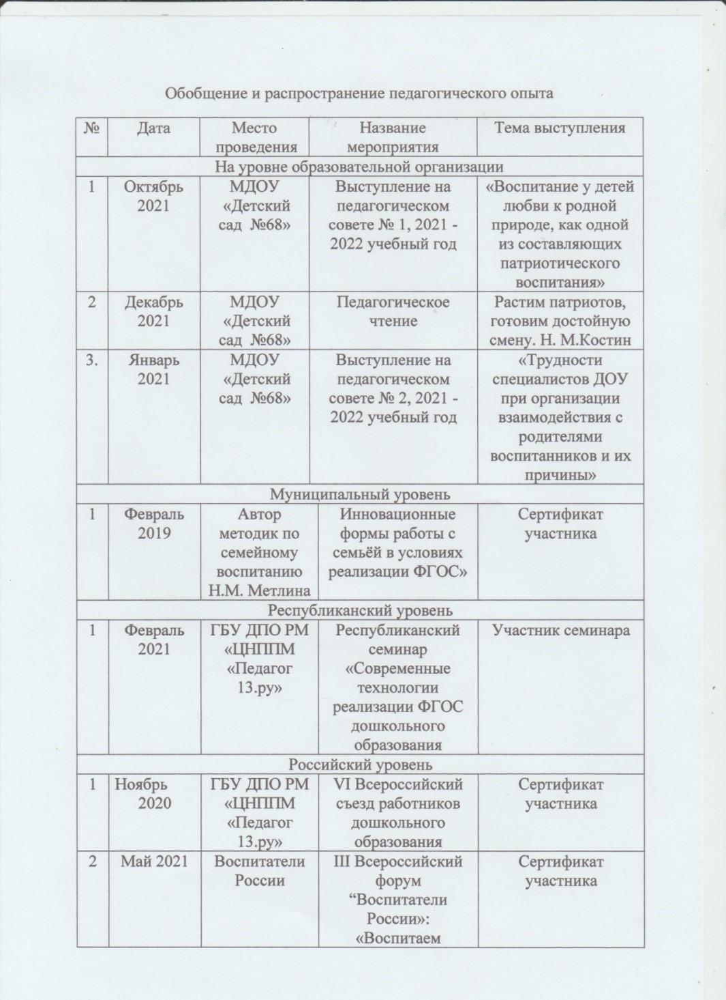 Обобщение и распространение педагогического опыта
№ Дата Место Название Тема выступления
проведения мероприятия
На уровне образовательной организации
1 Октябрь МДОУ Выступление на «Воспитание у детей
2021 «Детский педагогическом любви к родной
сад №68» совете № 1, 2021 - природе, как одной
2022 учебный год из составляющих
патриотического
воспитания»
2 Декабрь МДОУ Педагогическое Растим патриотов,
2021 «Детский чтение готовим достойную
сад №68» смену. Н. М.Костин
3. Январь МДОУ Выступление на «Трудности
2021 «Детский педагогическом специалистов ДОУ
сад №68» совете № 2, 2021 - при организации
2022 учебный год взаимодействия с
родителями
воспитанников и их
причины»
Муниципальный уровень
1 Февраль Автор Инновационные Сертификат
2019 методик по формы работы с участника
семейному семьёй в условиях
воспитанию реализации ФГОС»
Н.М. Метлина
Республиканский уровень
1 Февраль ГБУ ДПО РМ Республиканский Участник семинара
2021 «ЦНППМ семинар
«Педагог «Современные
13.ру» технологии
реализации ФГОС
дошкольного
образования
Российский уровень
1 Ноябрь ГБУ ДПО РМ VI Всероссийский Сертификат
2020 «ЦНППМ съезд работников участника
«Педагог дошкольного
13.ру» образования
2 Май 2021 Воспитатели III Всероссийский Сертификат
России форум участника
“Воспитатели
России»:
«Воспитаем